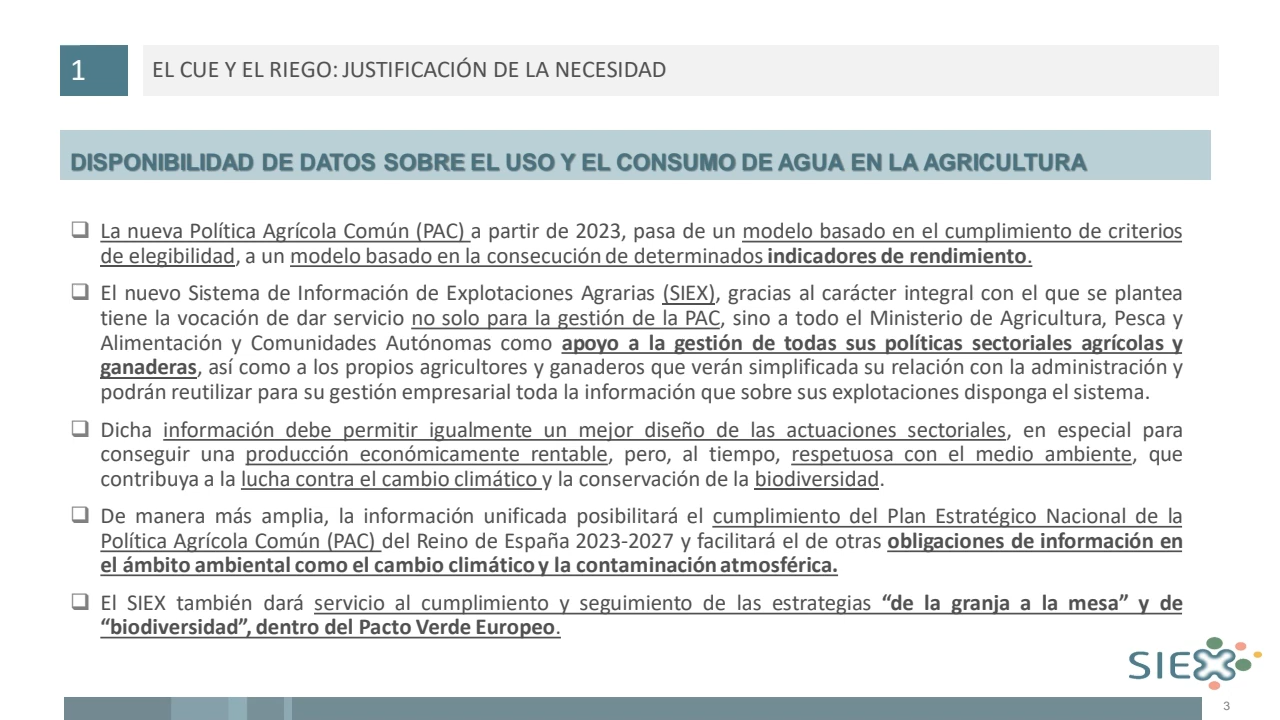 1
EL CUE Y EL RIEGO: JUSTIFICACIÓN DE LA NECESIDAD
DISPONIBILIDAD DE DATOS SOBRE EL USO Y EL CONSUMO DE AGUA EN LA AGRICULTURA
❑ La nueva Política Agrícola Común (PAC) a partir de 2023, pasa de un modelo basado en el cumplimiento de criterios
de elegibilidad, a un modelo basado en la consecución de determinados indicadores de rendimiento.
❑ El nuevo Sistema de Información de Explotaciones Agrarias (SIEX), gracias al carácter integral con el que se plantea
tiene la vocación de dar servicio no solo para la gestión de la PAC, sino a todo el Ministerio de Agricultura, Pesca y
Alimentación y Comunidades Autónomas como apoyo a la gestión de todas sus políticas sectoriales agrícolas y
ganaderas, así como a los propios agricultores y ganaderos que verán simplificada su relación con la administración y
podrán reutilizar para su gestión empresarial toda la información que sobre sus explotaciones disponga el sistema.
❑ Dicha información debe permitir igualmente un mejor diseño de las actuaciones sectoriales, en especial para
conseguir una producción económicamente rentable, pero, al tiempo, respetuosa con el medio ambiente, que
contribuya a la lucha contra el cambio climático y la conservación de la biodiversidad.
❑ De manera más amplia, la información unificada posibilitará el cumplimiento del Plan Estratégico Nacional de la
Política Agrícola Común (PAC) del Reino de España 2023-2027 y facilitará el de otras obligaciones de información en
el ámbito ambiental como el cambio climático y la contaminación atmosférica.
❑ El SIEX también dará servicio al cumplimiento y seguimiento de las estrategias “de la granja a la mesa” y de
“biodiversidad”, dentro del Pacto Verde Europeo.
SIEX
3